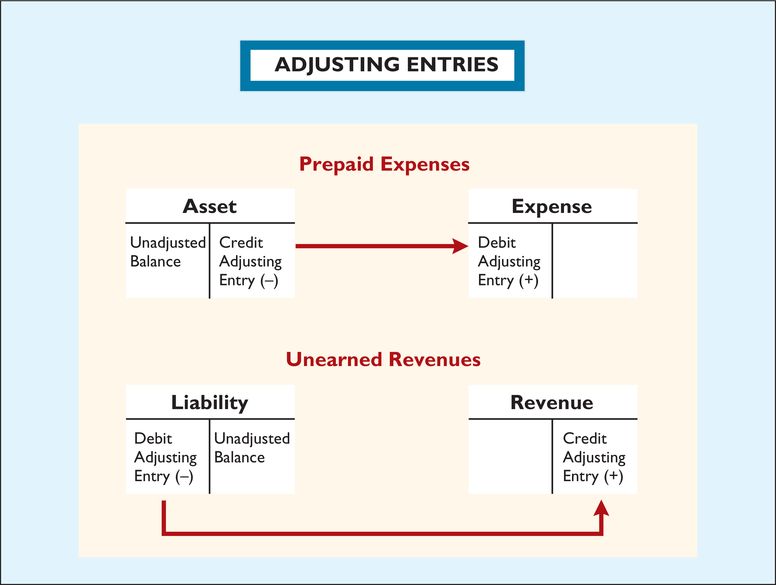 ADJUSTING ENTRIES
Prepaid Expenses
Asset
Unadjusted
Balance
Credit
Adjusting
Entry (–)
Expense
Debit
Adjusting
Entry (+)
Unearned Revenues
Liability
Debit
Adjusting
Entry (–)
Unadjusted
Balance
Revenue
Credit
Adjusting
Entry (+)